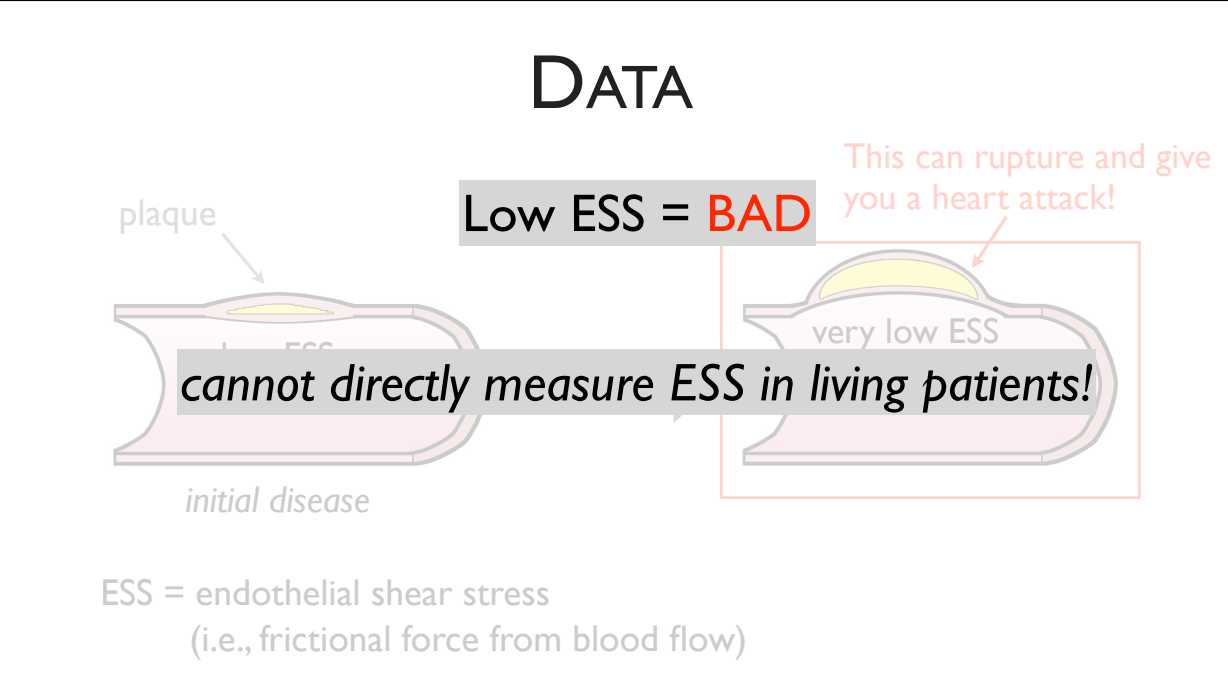 DATA
This can rupture and give
you a heart attack!
Low ESS = BAD
plaque
very low ESS
ESS
cannot directly measure ESS in living patients!
initial disease
ESS = endothelial shear stress
(i.e., frictional force from blood flow)